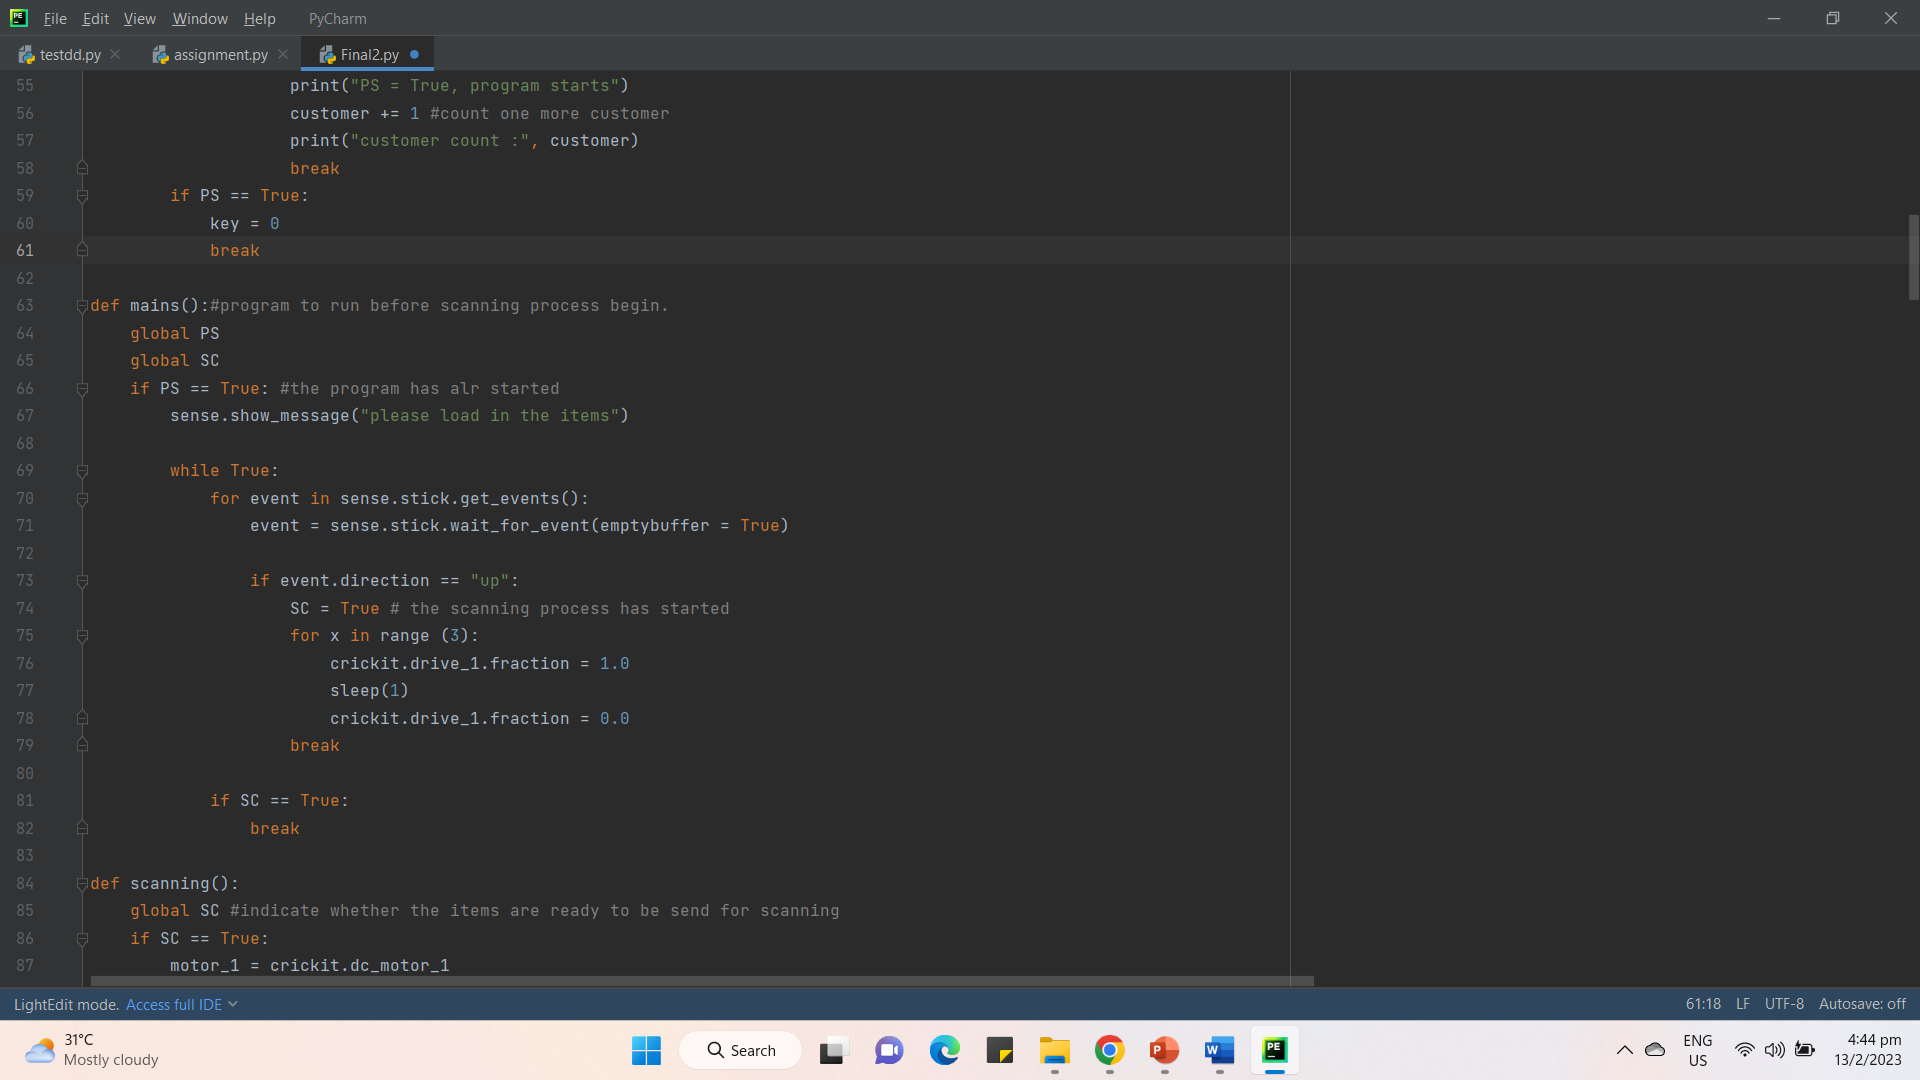 File Edit View Window Help PyCharm
testdd.py assignment.py Final2.py
55 print("PS = True, program starts")
56 customer += 1 #count one more customer
57 print("customer count :", customer)
58 break
59 if PS == True:
60 key = 0
61 break
62
63 def mains():#program to run before scanning process begin.
64 global PS
65 global SC
66 if PS == True: #the program has alr started
67 sense.show_message("please load in the items")
68
69 while True:
70 for event in sense.stick.get_events():
71 event = sense.stick.wait_for_event(emptybuffer = True)
72
73 if event.direction == "up":
74 SC = True # the scanning process has started
75 for x in range (3):
76 crickit.drive_1.fraction = 1.0
77 sleep(1)
78 crickit.drive_1.fraction = 0.0
79 break
80
81 if SC == True:
82 break
83
84 def scanning():
85 global SC #indicate whether the items are ready to be send for scanning
86 if SC == True:
87 motor_1 = crickit.dc_motor_1
LightEdit mode. Access full IDE 61:18 LF UTF-8 Autosave: off
31°C
Mostly cloudy
Search
ENG
US
4:44 pm
13/2/2023